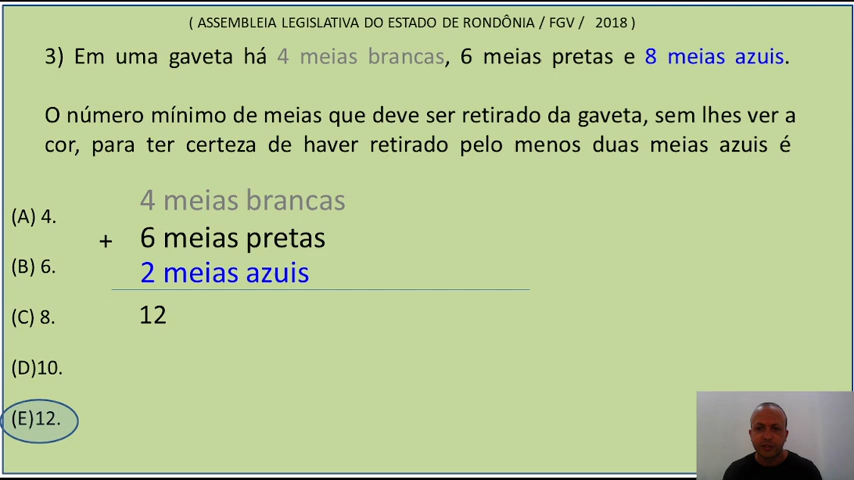 ( ASSEMBLEIA LEGISLATIVA DO ESTADO DE RONDÔNIA / FGV / 2018 )
3) Em uma gaveta há 4 meias brancas, 6 meias pretas e 8 meias azuis.
O número mínimo de meias que deve ser retirado da gaveta, sem lhes ver a
cor, para ter certeza de haver retirado pelo menos duas meias azuis é
(A) 4.
(B) 6.
(C) 8.
(D)10.
(E)12.
4 meias brancas
+ 6 meias pretas
2 meias azuis
12